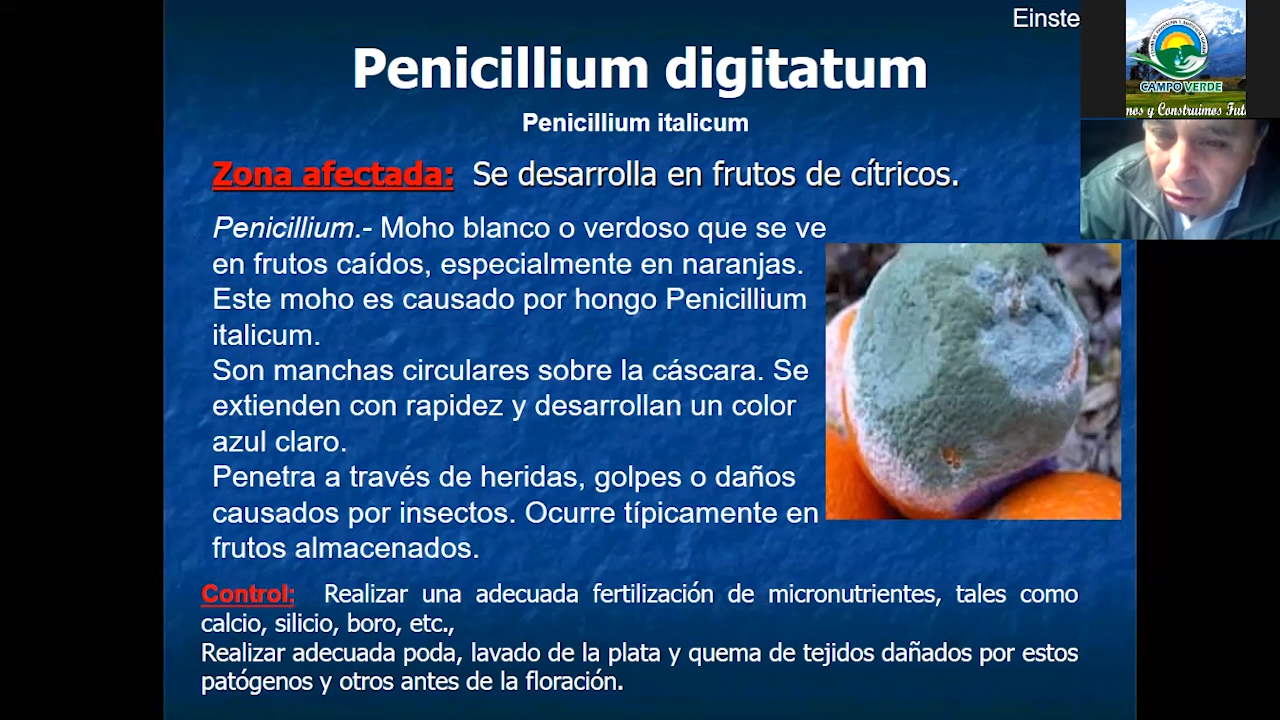 Einste
CAMPO VERDE
mos y Construimos Fut
Penicillium digitatum
Penicillium italicum
Zona afectada: Se desarrolla en frutos de cítricos.
Penicillium.- Moho blanco o verdoso que se ve
en frutos caídos, especialmente en naranjas.
Este moho es causado por hongo Penicillium
italicum.
Son manchas circulares sobre la cáscara. Se
extienden con rapidez y desarrollan un color
azul claro.
Penetra a través de heridas, golpes o daños
causados por insectos. Ocurre típicamente en
frutos almacenados.
Control: Realizar una adecuada fertilización de micronutrientes, tales como
calcio, silicio, boro, etc.,
Realizar adecuada poda, lavado de la plata y quema de tejidos dañados por estos
patógenos y otros antes de la floración.